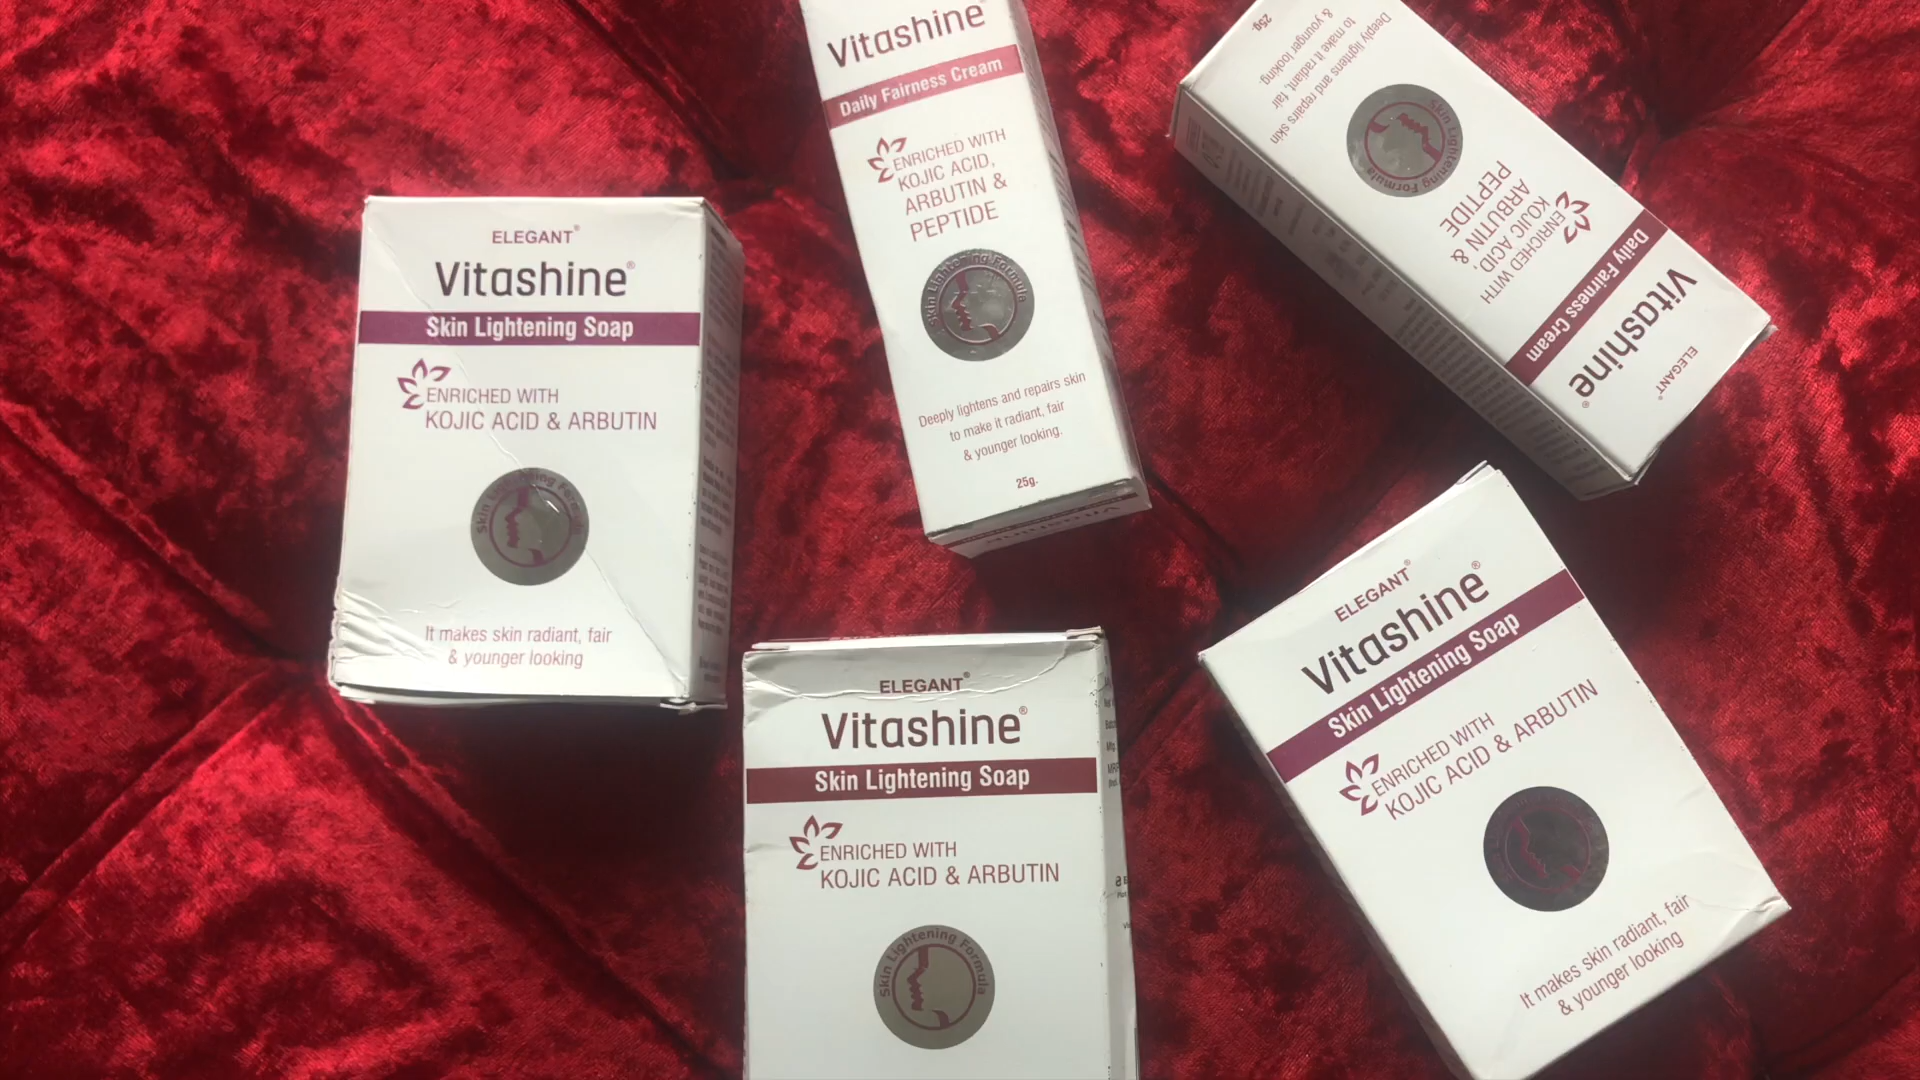 Vitashine®
Daily Fairness Cream
ENRICHED WITH
KOJIC ACID,
ARBUTIN &
PEPTIDE
Skin Lightening Formula
Deeply lightens and repairs skin
to make it radiant, fair
& younger looking.
25g.
ELEGANT®
Vitashine®
Daily Fairness Cream
ENRICHED WITH
KOJIC ACID,
ARBUTIN &
PEPTIDE
Skin Lightening Formula
Deeply lightens and repairs skin
to make it radiant, fair
& younger looking
25g.
ELEGANT®
Vitashine®
Skin Lightening Soap
ENRICHED WITH
KOJIC ACID & ARBUTIN
Skin Lightening Formula
It makes skin radiant, fair
& younger looking
ELEGANT®
Vitashine®
Skin Lightening Soap
ENRICHED WITH
KOJIC ACID & ARBUTIN
Skin Lightening Formula
ELEGANT®
Vitashine®
Skin Lightening Soap
ENRICHED WITH
KOJIC ACID & ARBUTIN
It makes skin radiant, fair
& younger looking